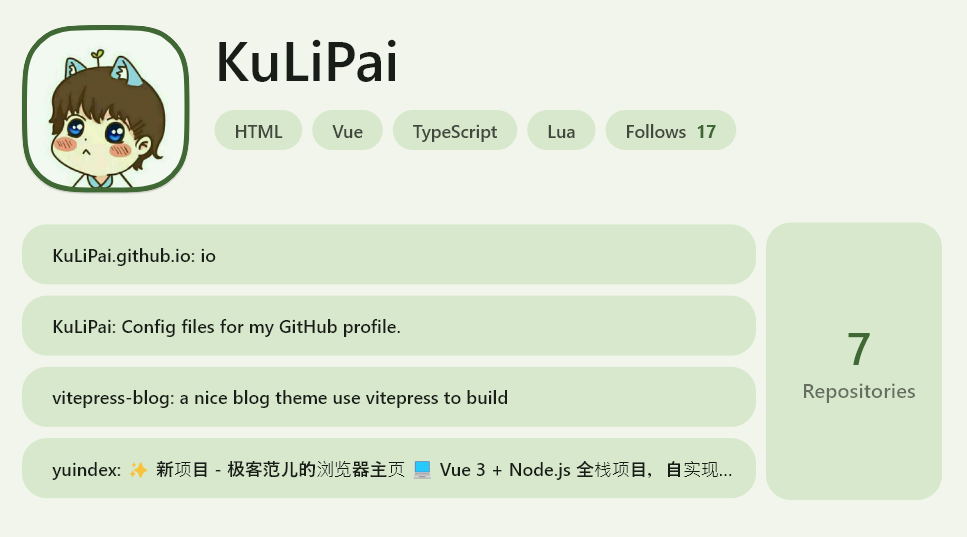 KuLiPai
HTML Vue TypeScript Lua Follows 17
KuLiPai.github.io: io
KuLiPai: Config files for my GitHub profile.
vitepress-blog: a nice blog theme use vitepress to build
yuindex: ✨ 新项目 - 极客范儿的浏览器主页 💻 Vue 3 + Node.js 全栈项目，自实现...
7
Repositories